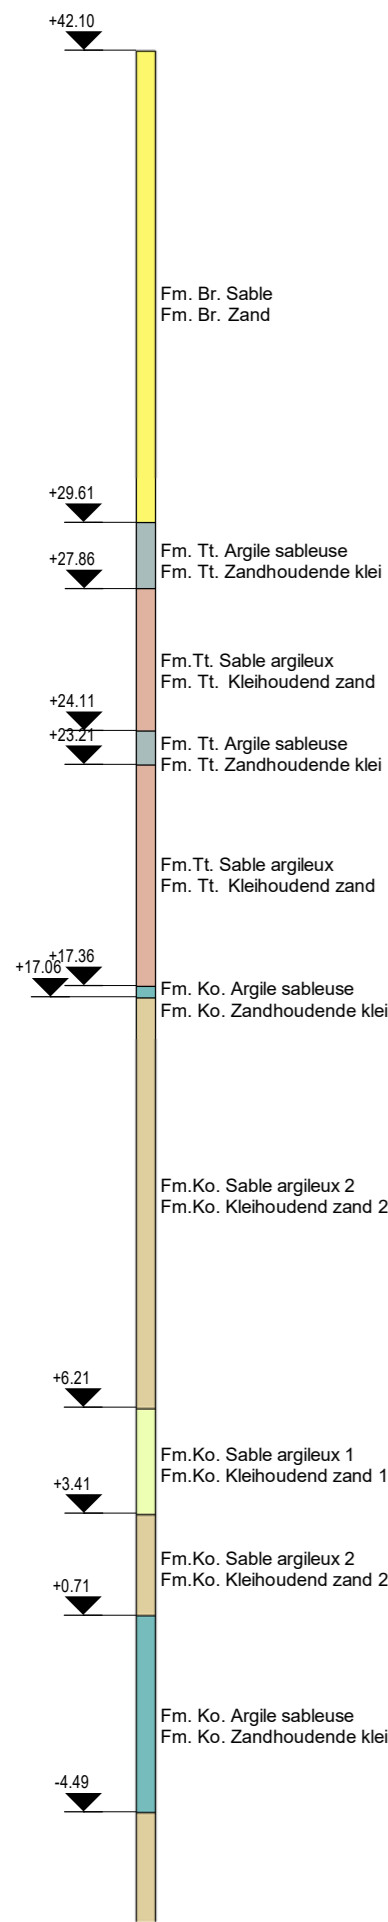 +42.10
Fm. Br. Sable
Fm. Br. Zand
+29.61
Fm. Tt. Argile sableuse
+27.86
Fm. Tt. Zandhoudende klei
Fm.Tt. Sable argileux
Fm. Tt. Kleihoudend zand
+24.11
+23.21
Fm. Tt. Argile sableuse
Fm. Tt. Zandhoudende klei
Fm.Tt. Sable argileux
Fm. Tt. Kleihoudend zand
+17.36
+17.06
Fm. Ko. Argile sableuse
Fm. Ko. Zandhoudende klei
Fm.Ko. Sable argileux 2
Fm.Ko. Kleihoudend zand 2
+6.21
Fm.Ko. Sable argileux 1
Fm.Ko. Kleihoudend zand 1
+3.41
Fm.Ko. Sable argileux 2
Fm.Ko. Kleihoudend zand 2
+0.71
Fm. Ko. Argile sableuse
Fm. Ko. Zandhoudende klei
-4.49